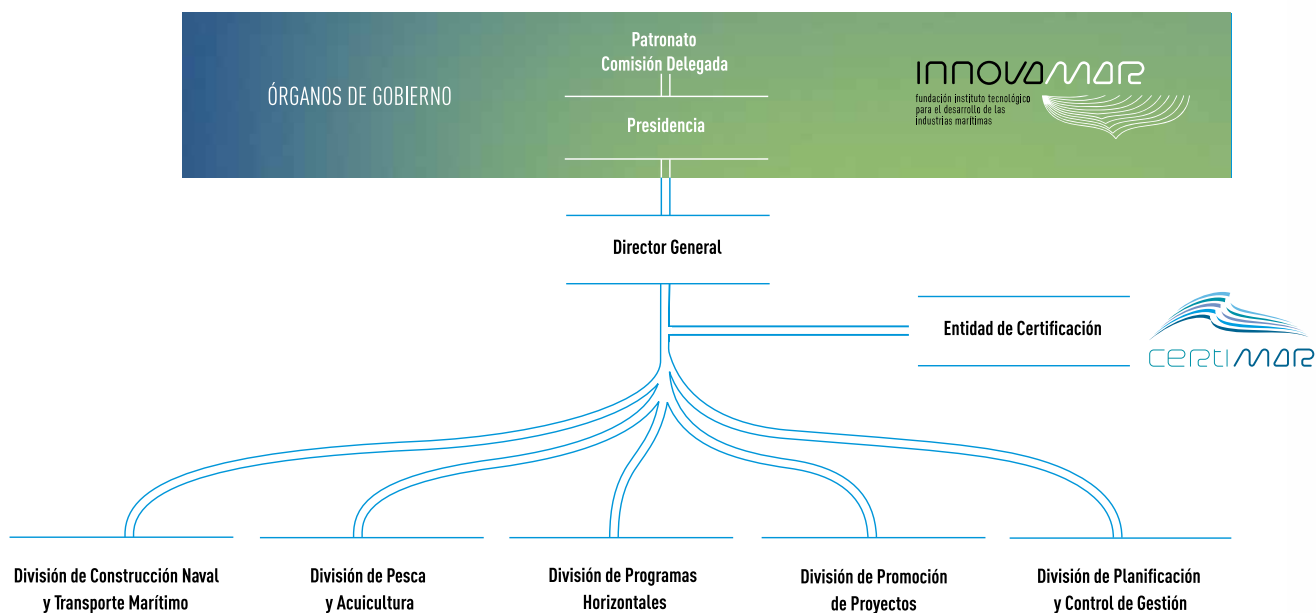 Patronato
Comisión Delegada
ÓRGANOS DE GOBIERNO
INNOVAMAR
fundación instituto tecnológico
para el desarrollo de las
industrias marítimas
Presidencia
Director General
Entidad de Certificación
CERTIMAR
División de Construcción Naval
y Transporte Marítimo
División de Pesca
y Acuicultura
División de Programas
Horizontales
División de Promoción
de Proyectos
División de Planificación
y Control de Gestión